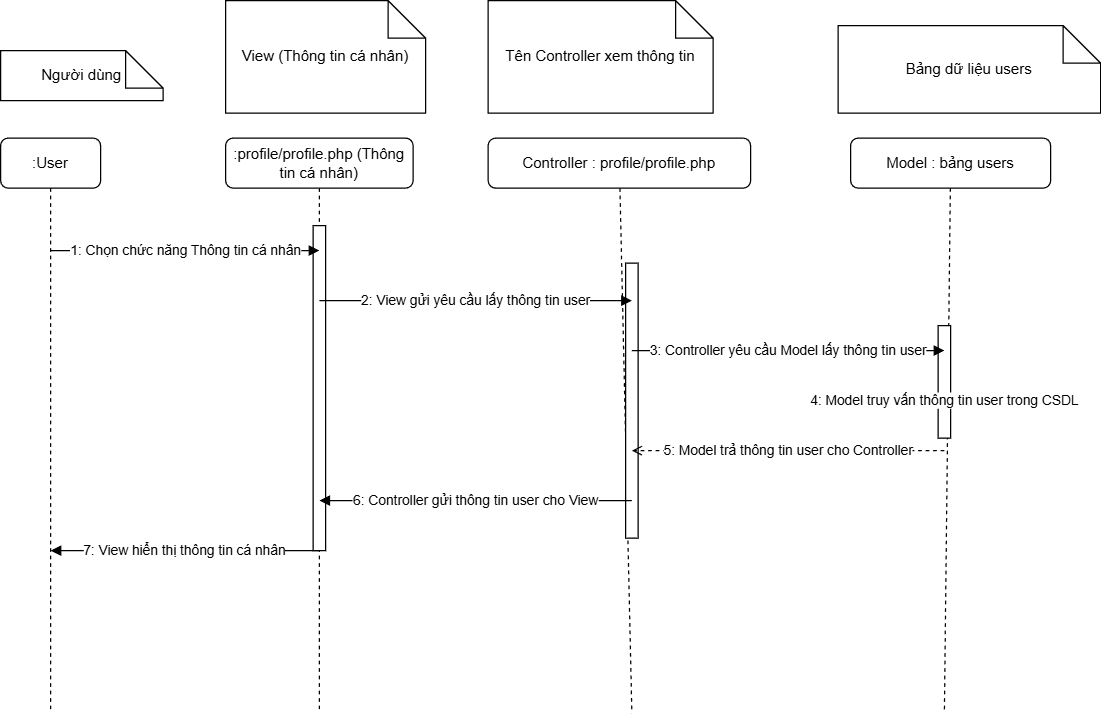 Người dùng
View (Thông tin cá nhân)
Tên Controller xem thông tin
Bảng dữ liệu users
:User
:profile/profile.php (Thông
tin cá nhân)
Controller : profile/profile.php
Model : bảng users
1: Chọn chức năng Thông tin cá nhân
2: View gửi yêu cầu lấy thông tin user
3: Controller yêu cầu Model lấy thông tin user
4: Model truy vấn thông tin user trong CSDL
5: Model trả thông tin user cho Controller
6: Controller gửi thông tin user cho View
7: View hiển thị thông tin cá nhân